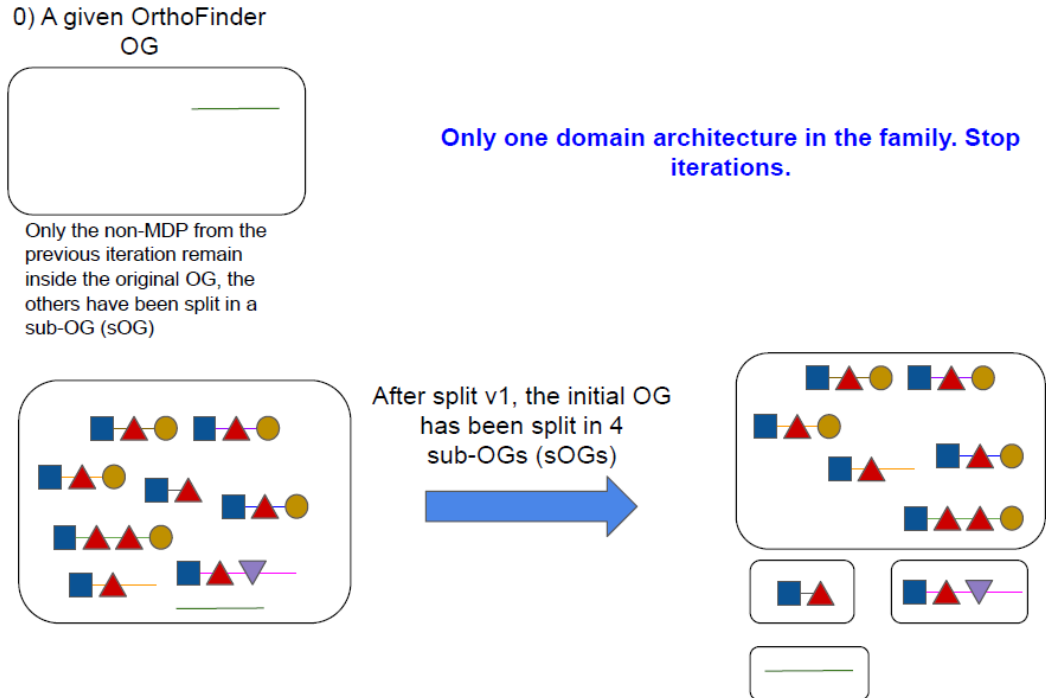 0) A given OrthoFinder
OG
Only one domain architecture in the family. Stop
iterations.
Only the non-MDP from the
previous iteration remain
inside the original OG, the
others have been split in a
sub-OG (sOG)
After split v1, the initial OG
has been split in 4
sub-OGs (sOGs)